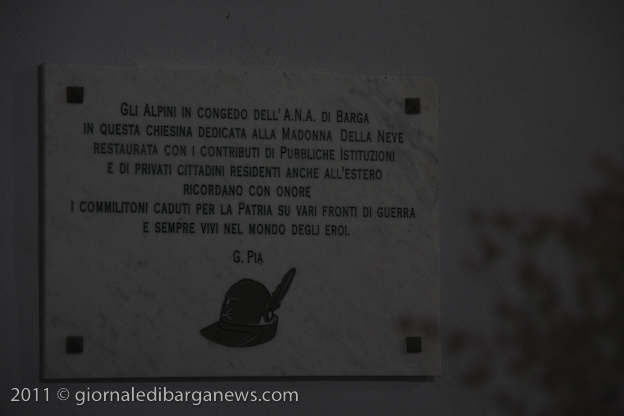 Gli Alpini in congedo dell'A.N.A. di Barga
in questa chiesina dedicata alla Madonna Della Neve
restaurata con i contributi di Pubbliche Istituzioni
e di privati cittadini residenti anche all'estero
ricordano con onore
i commilitoni caduti per la Patria su vari fronti di guerra
e sempre vivi nel mondo degli eroi.
G. Pia
2011 © giornaledibarganews.com